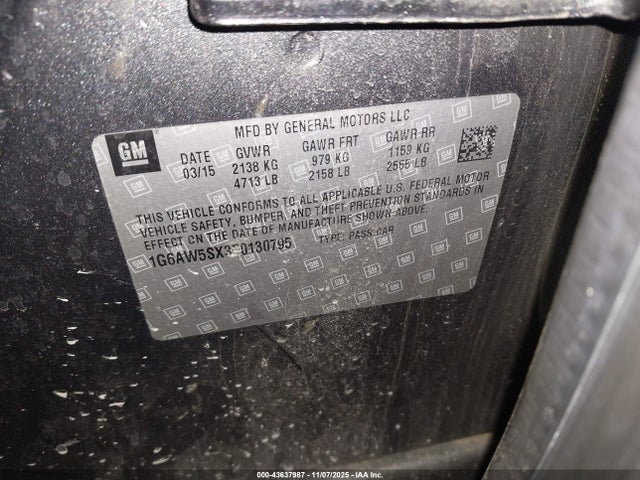 GM
MFD BY GENERAL MOTORS LLC
DATE GVWR GAWR FRT GAWR RR
03/15 2138 KG 979 KG 1159 KG
4713 LB 2158 LB 2555 LB
THIS VEHICLE CONFORMS TO ALL APPLICABLE U.S. FEDERAL MOTOR
VEHICLE SAFETY, BUMPER, AND THEFT PREVENTION STANDARDS IN
EFFECT ON THE DATE OF MANUFACTURE SHOWN ABOVE.
1G6AW5SX3F0130795 TYPE: PASS CAR
000-43637987 - 11/07/2025 - IAA Inc.